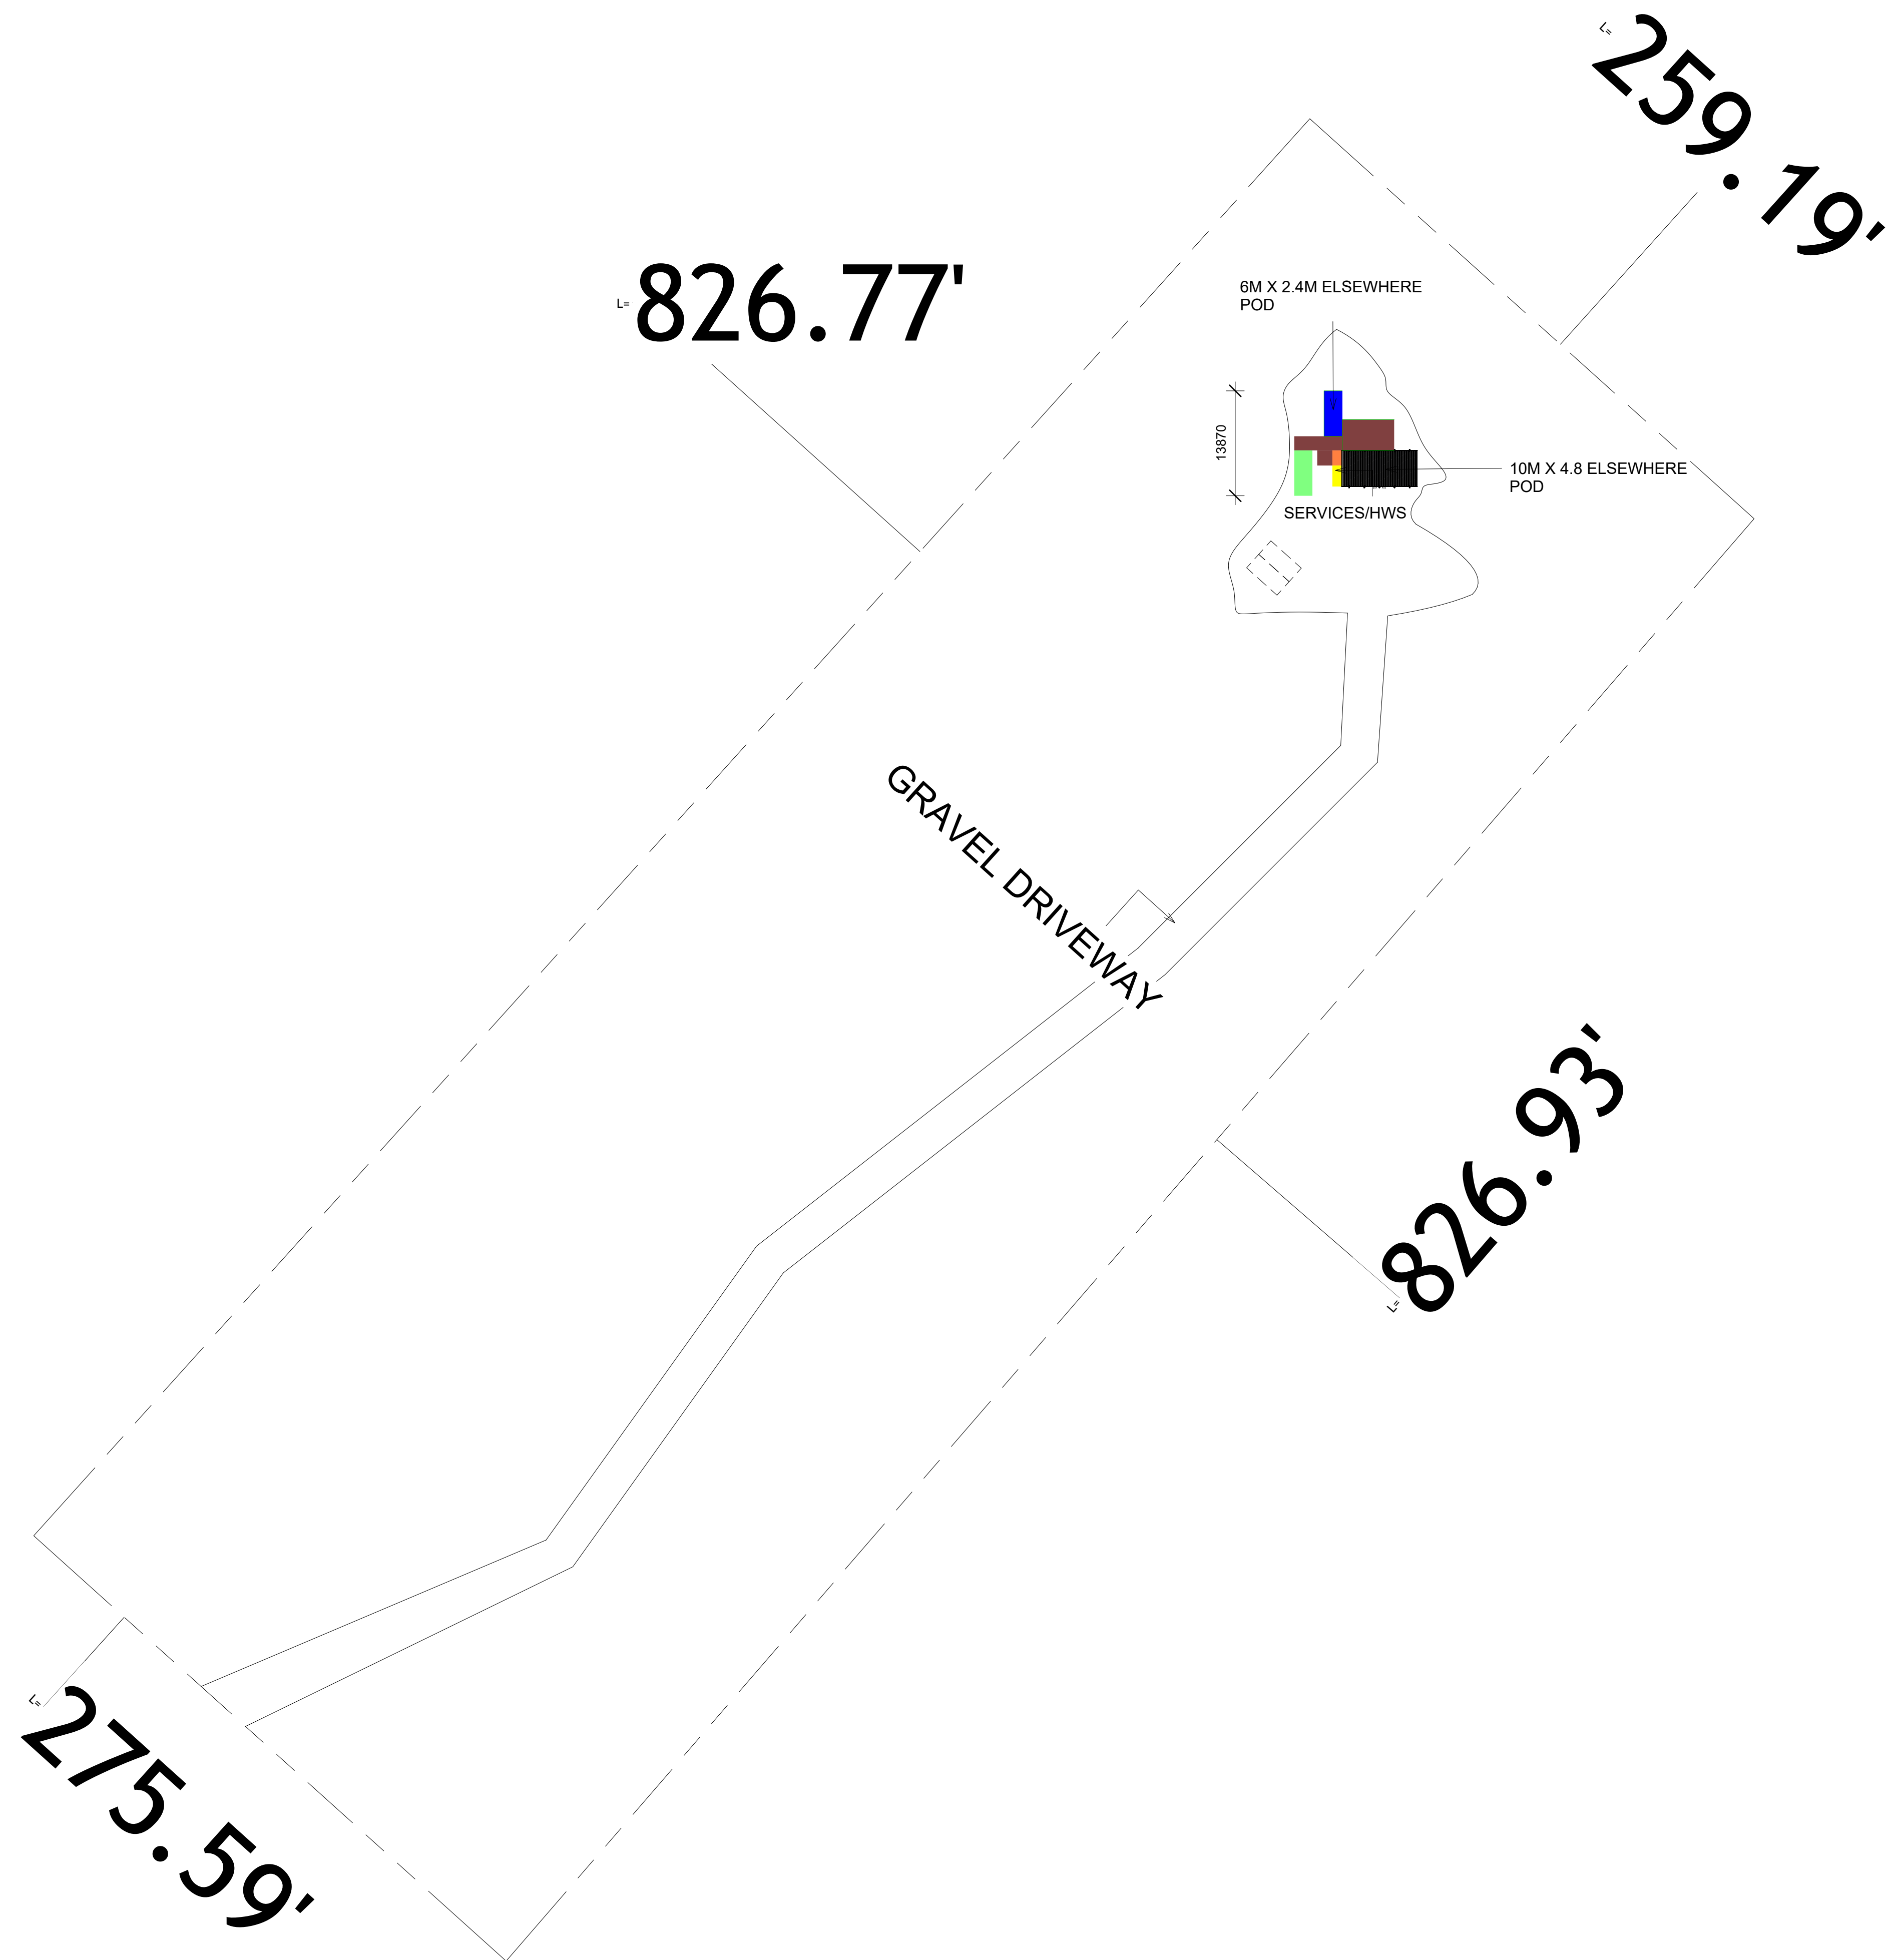 L= 259.19'
L= 826.77'
6M X 2.4M ELSEWHERE
POD
13870
10M X 4.8 ELSEWHERE
POD
SERVICES/HWS
GRAVEL DRIVEWAY
L= 826.93'
L= 275.59'